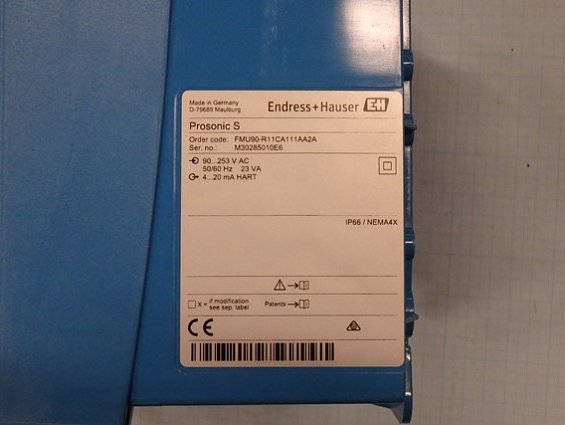 Made in Germany
D-79689 Maulburg
Endress+Hauser EH
Prosonic S
Order code: FMU90-R11CA111AA2A
Ser. no.: M30285010E6
90...253 V AC
50/60 Hz 23 VA
4...20 mA HART
IP66 / NEMA4X
X = if modification
see sep. label
Patents
CE